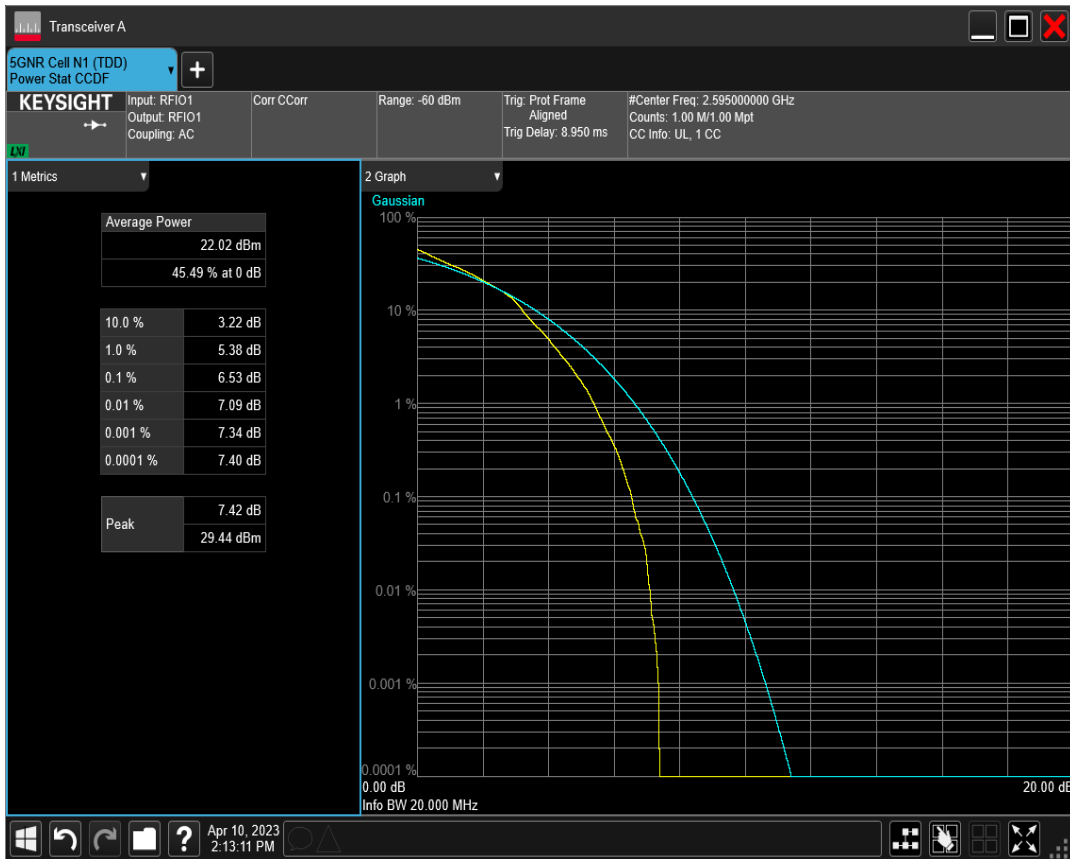 Transceiver A
5GNR Cell N1 (TDD)
Power Stat CCDF
+
KEYSIGHT
LXI
Input: RFIO1
Output: RFIO1
Coupling: AC
Corr CCorr
Range: -60 dBm
Trig: Prot Frame
Aligned
Trig Delay: 8.950 ms
#Center Freq: 2.595000000 GHz
Counts: 1.00 M/1.00 Mpt
CC Info: UL, 1 CC
1 Metrics
Average Power
22.02 dBm
45.49 % at 0 dB
10.0 % 3.22 dB
1.0 % 5.38 dB
0.1 % 6.53 dB
0.01 % 7.09 dB
0.001 % 7.34 dB
0.0001 % 7.40 dB
Peak 7.42 dB
29.44 dBm
2 Graph
Gaussian
100 %
10 %
1 %
0.1 %
0.01 %
0.001 %
0.0001 %
0.00 dB 20.00 dB
Info BW 20.000 MHz
?
Apr 10, 2023
2:13:11 PM